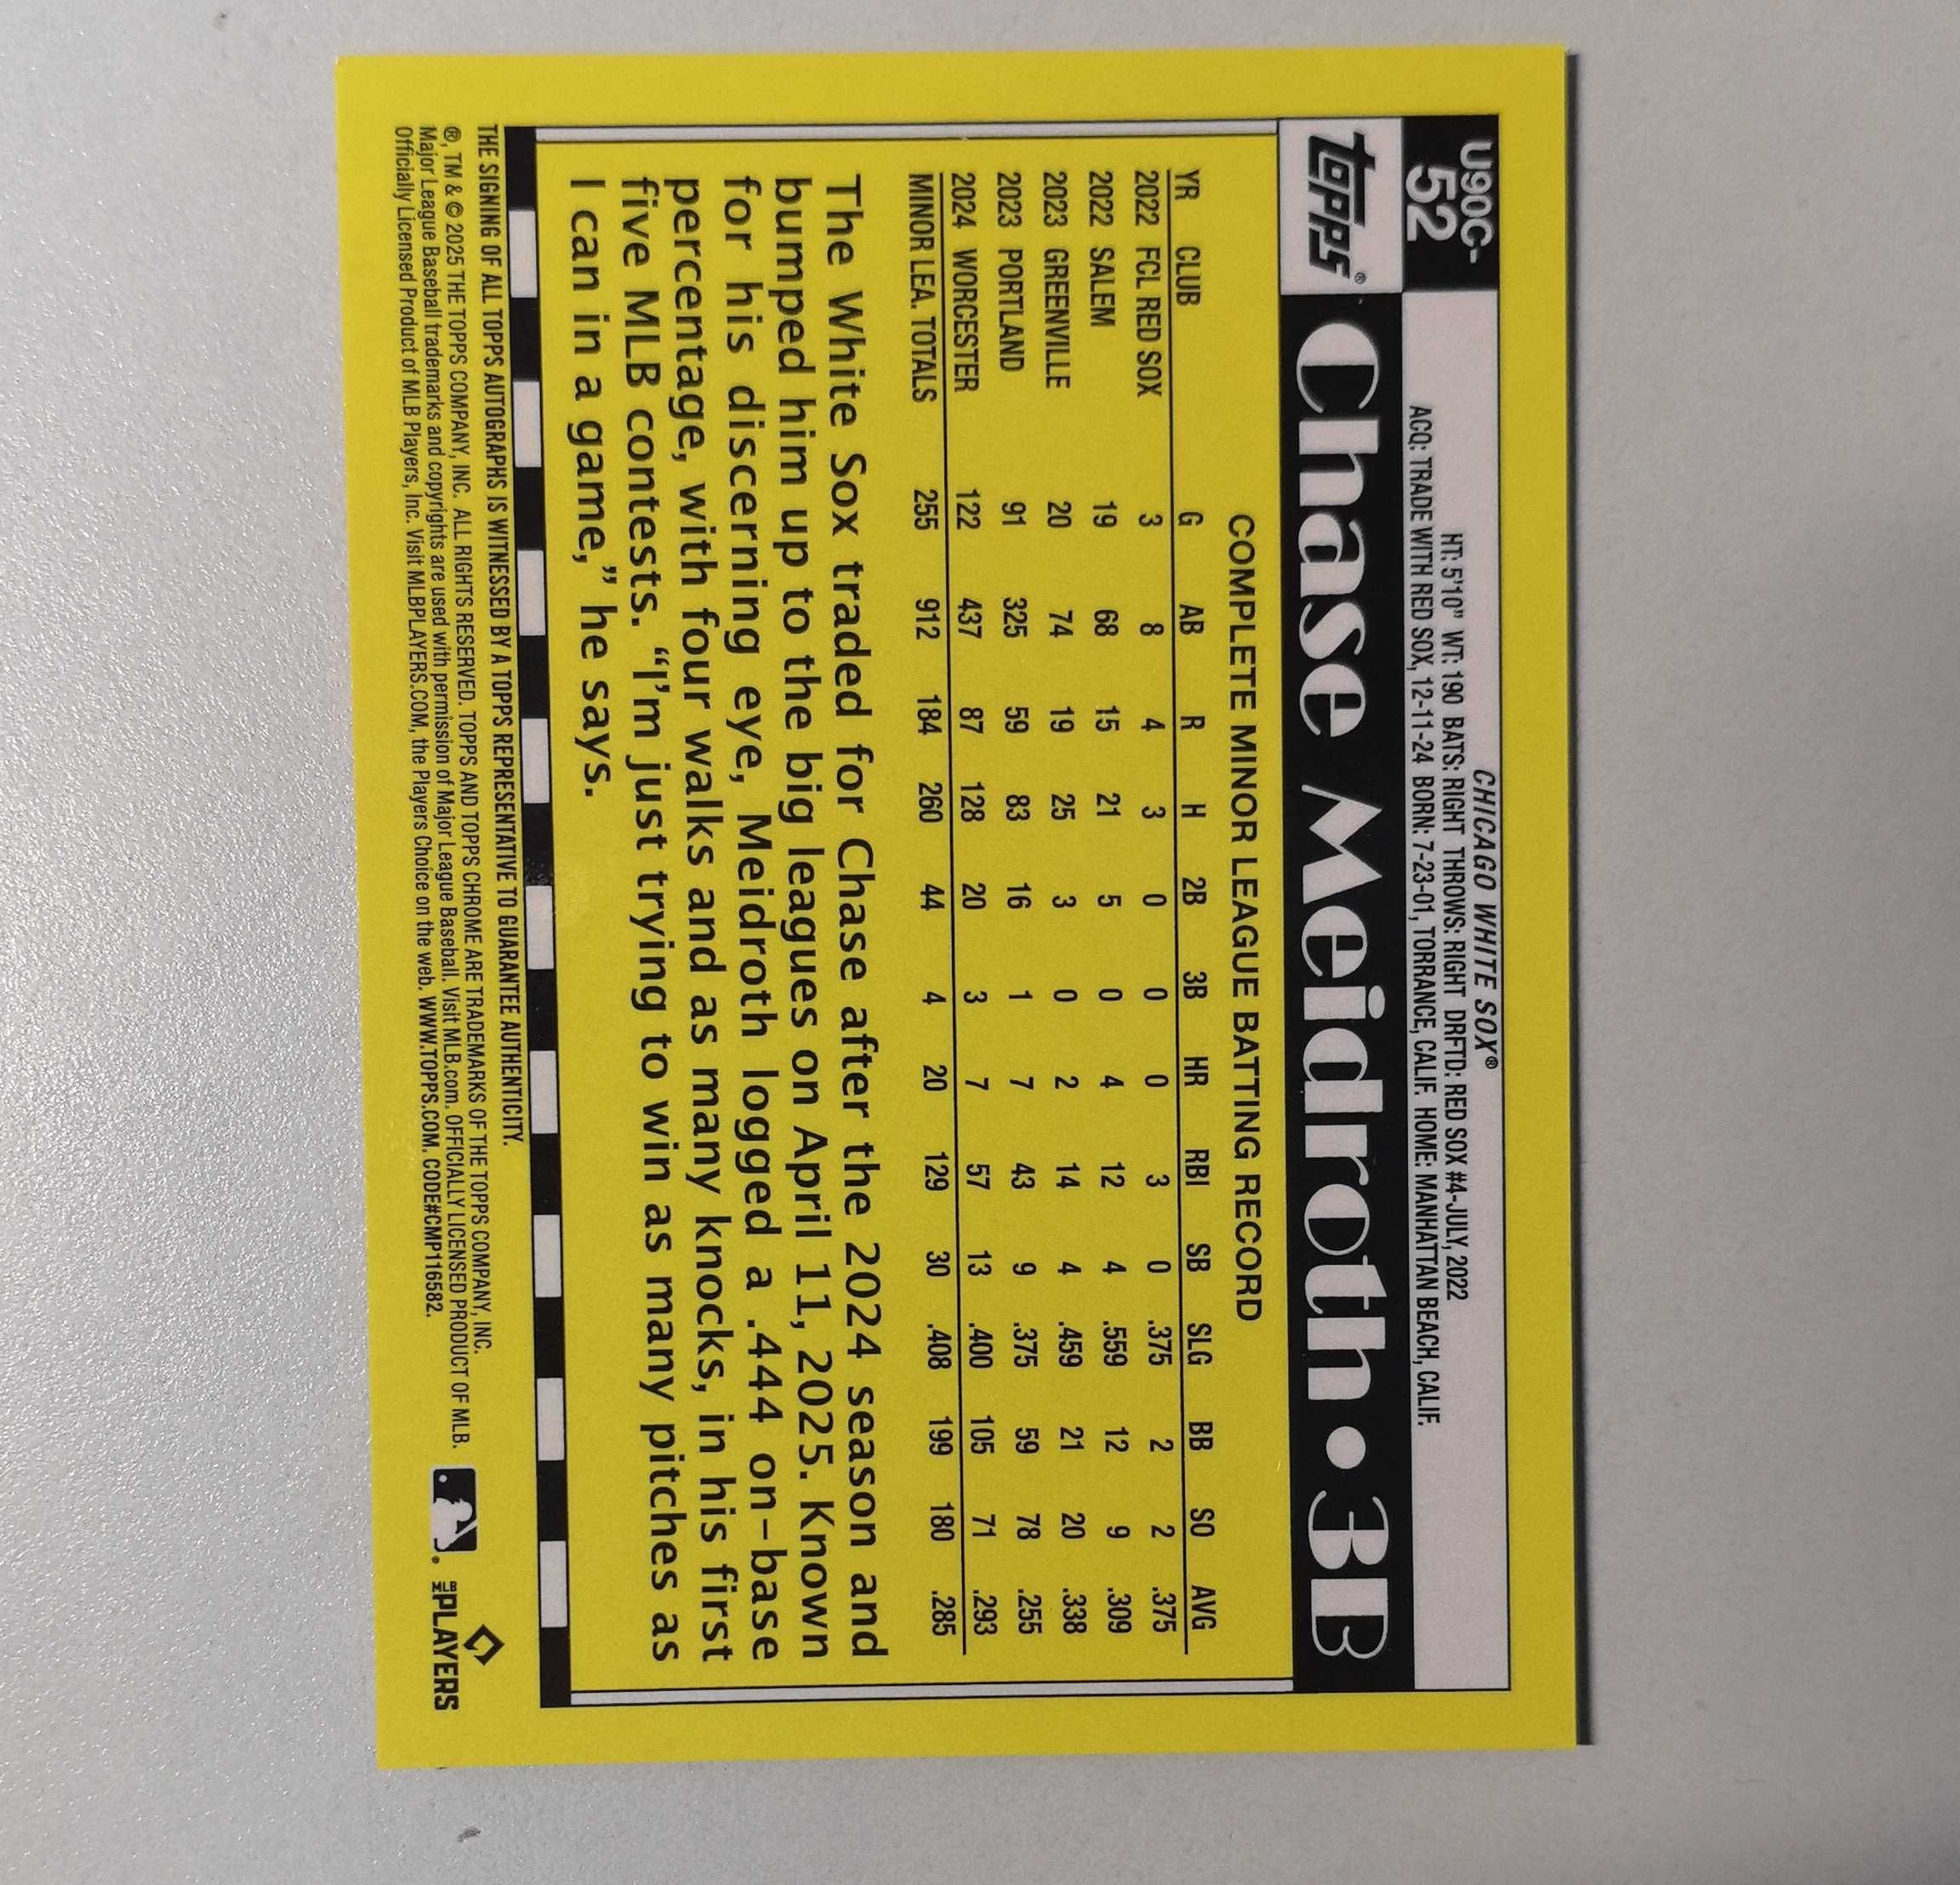 U90C-
52
CHICAGO WHITE SOX®
HT: 5'10" WT: 190 BATS: RIGHT THROWS: RIGHT DRFTD: RED SOX #4-JULY, 2022
ACQ: TRADE WITH RED SOX, 12-11-24 BORN: 7-23-01, TORRANCE, CALIF. HOME: MANHATTAN BEACH, CALIF.
topps® Chase Meidroth • 3B
COMPLETE MINOR LEAGUE BATTING RECORD
YR CLUB G AB R H 2B 3B HR RBI SB SLG BB SO AVG
2022 FCL RED SOX 3 8 4 3 0 0 0 3 0 .375 2 2 .375
2022 SALEM 19 68 15 21 5 0 4 12 4 .559 12 9 .309
2023 GREENVILLE 20 74 19 25 3 0 2 14 4 .459 21 20 .338
2023 PORTLAND 91 325 59 83 16 1 7 43 9 .375 59 78 .255
2024 WORCESTER 122 437 87 128 20 3 7 57 13 .400 105 71 .293
MINOR LEA. TOTALS 255 912 184 260 44 4 20 129 30 .408 199 180 .285
The White Sox traded for Chase after the 2024 season and
bumped him up to the big leagues on April 11, 2025. Known
for his discerning eye, Meidroth logged a .444 on-base
percentage, with four walks and as many knocks, in his first
five MLB contests. “I’m just trying to win as many pitches as
I can in a game,” he says.
THE SIGNING OF ALL TOPPS AUTOGRAPHS IS WITNESSED BY A TOPPS REPRESENTATIVE TO GUARANTEE AUTHENTICITY.
®, TM & © 2025 THE TOPPS COMPANY, INC. ALL RIGHTS RESERVED. TOPPS AND TOPPS CHROME ARE TRADEMARKS OF THE TOPPS COMPANY, INC.
Major League Baseball trademarks and copyrights are used with permission of Major League Baseball. Visit MLB.com. OFFICIALLY LICENSED PRODUCT OF MLB.
Officially Licensed Product of MLB Players, Inc. Visit MLBPLAYERS.COM, the Players Choice on the web. WWW.TOPPS.COM. CODE#CMP116582.
MLB PLAYERS INC